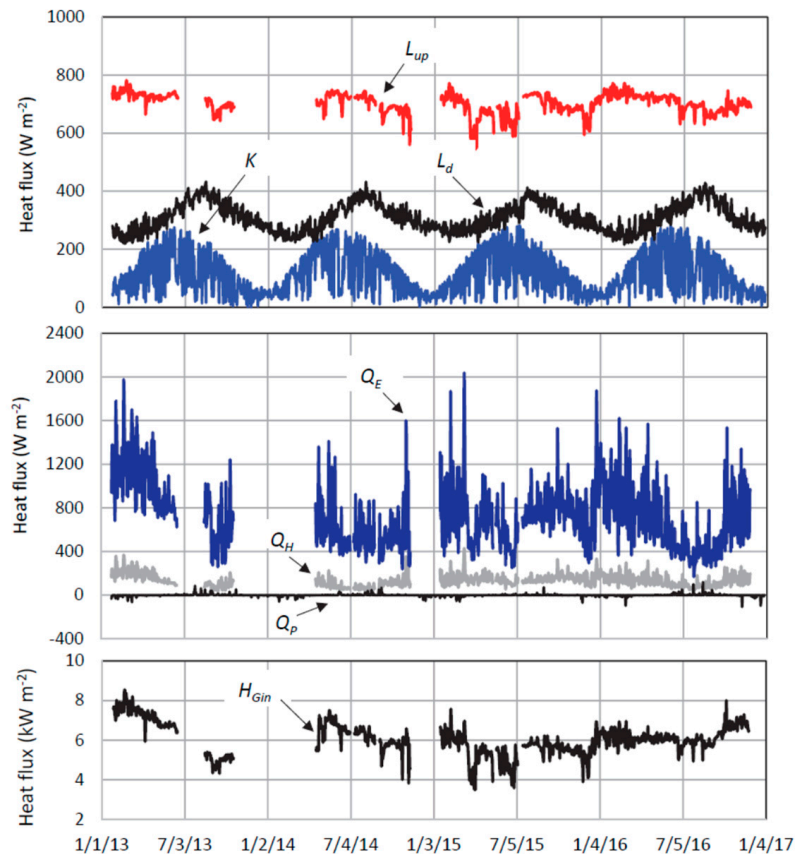 1000
800
600
400
200
0
Heat flux (W m-2)
Lup
K
Ld
2400
2000
1600
1200
800
400
0
-400
Heat flux (W m-2)
QE
QH
QP
10
8
6
4
2
Heat flux (kW m-2)
HGin
1/1/13 7/3/13 1/2/14 7/4/14 1/3/15 7/5/15 1/4/16 7/5/16 1/4/17